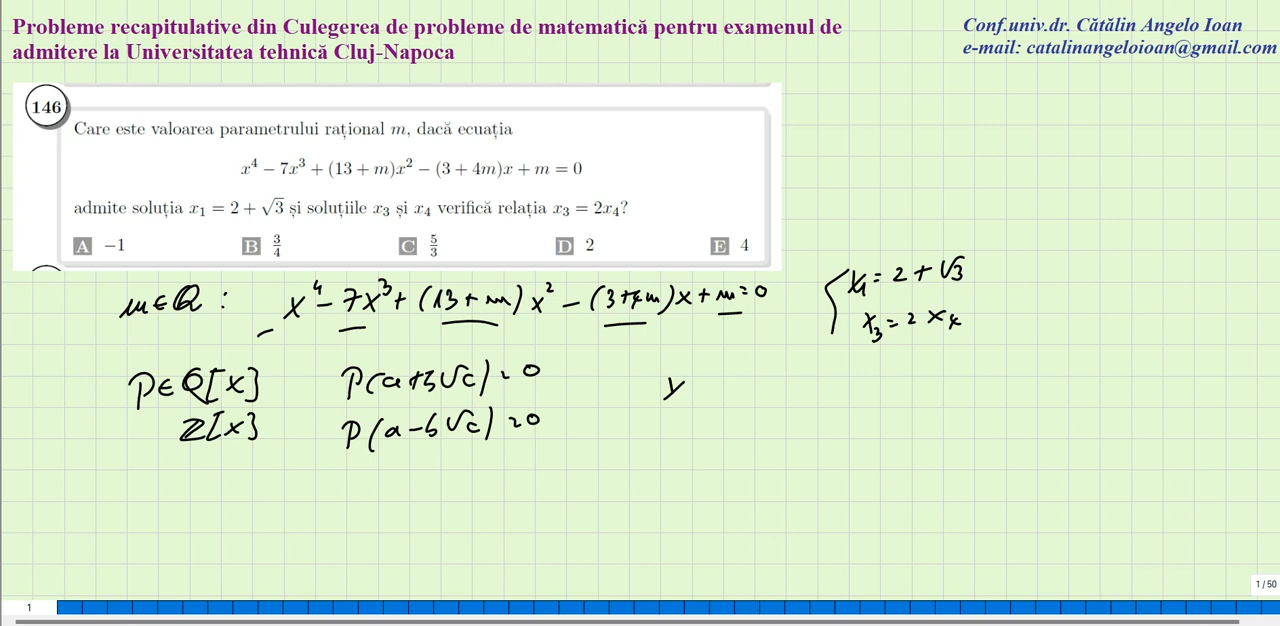 Probleme recapitulative din Culegerea de probleme de matematică pentru examenul de
admitere la Universitatea tehnică Cluj-Napoca
Conf.univ.dr. Cătălin Angelo Ioan
e-mail: catalinangeloioan@gmail.com
146
Care este valoarea parametrului rațional m, dacă ecuația
x⁴ − 7x³ + (13 + m)x² − (3 + 4m)x + m = 0
admite soluția x₁ = 2 + √3 și soluțiile x₃ și x₄ verifică relația x₃ = 2x₄?
A −1 B 3/4 C 5/3 D 2 E 4
m∈Q : x⁴ − 7x³ + (13 + m) x² − (3+4m)x + m = 0
x₁ = 2 + √3
x₃ = 2 x₄
P∈Q[x] P(a+b√c) = 0
Z[x] P(a−b√c) = 0
1/50
1